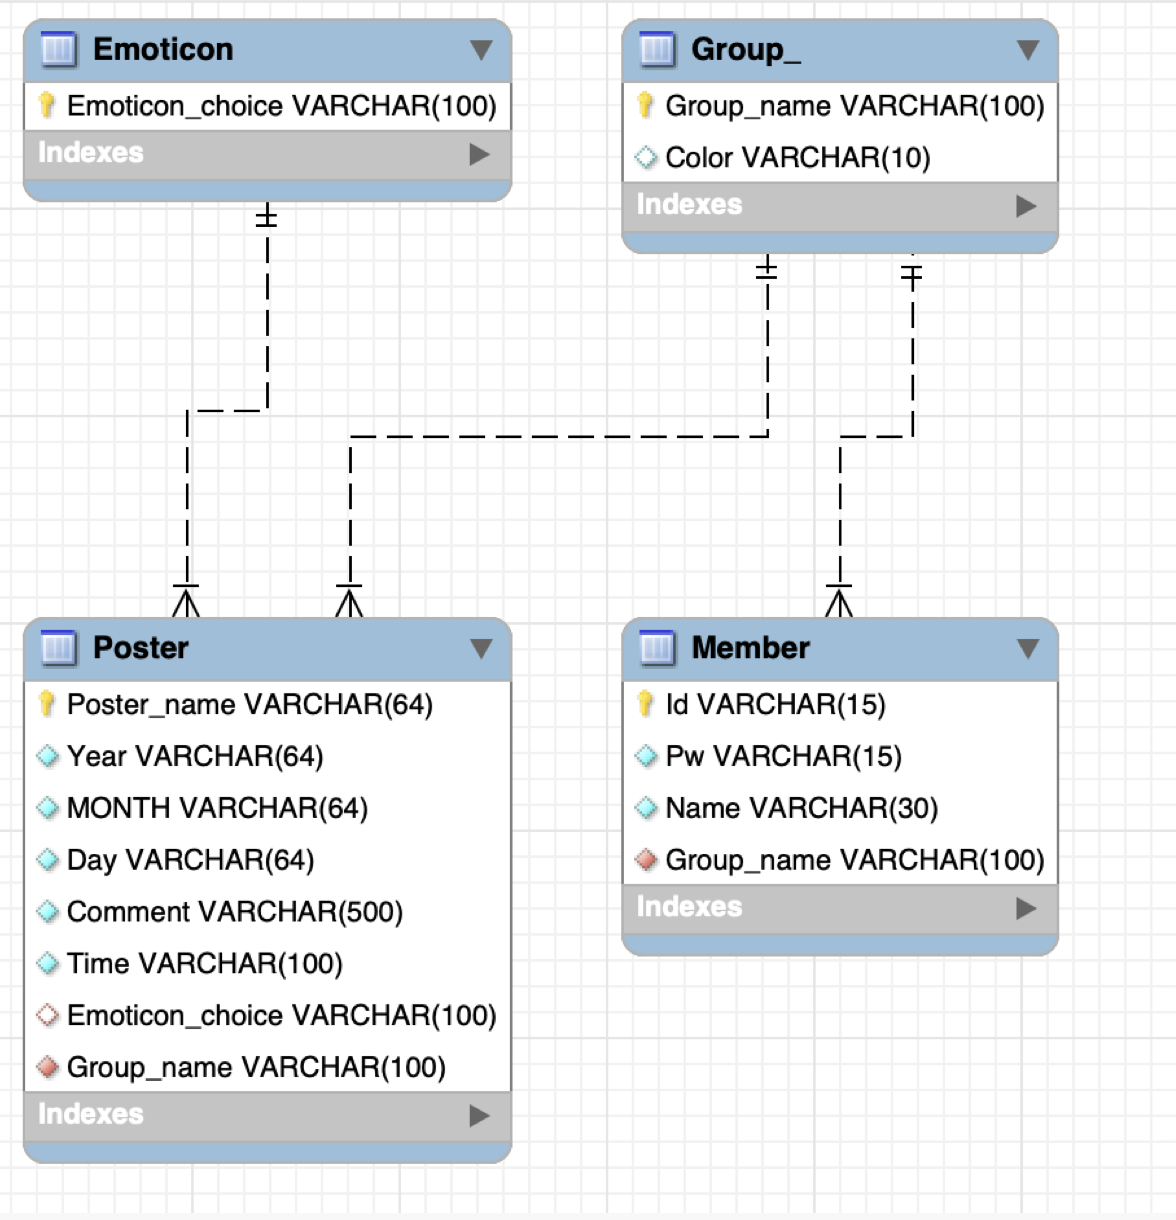 Emoticon
Emoticon_choice VARCHAR(100)
Indexes
Group_
Group_name VARCHAR(100)
Color VARCHAR(10)
Indexes
Poster
Poster_name VARCHAR(64)
Year VARCHAR(64)
MONTH VARCHAR(64)
Day VARCHAR(64)
Comment VARCHAR(500)
Time VARCHAR(100)
Emoticon_choice VARCHAR(100)
Group_name VARCHAR(100)
Indexes
Member
Id VARCHAR(15)
Pw VARCHAR(15)
Name VARCHAR(30)
Group_name VARCHAR(100)
Indexes